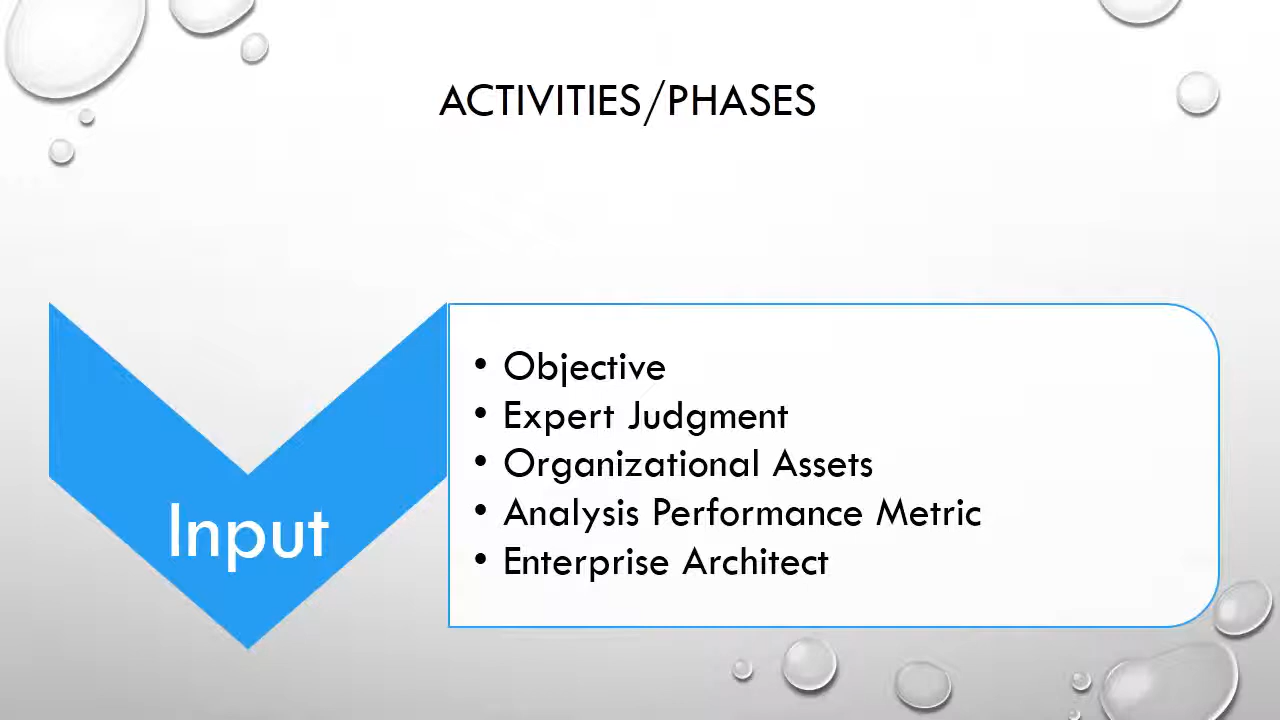 ACTIVITIES/PHASES
Input
• Objective
• Expert Judgment
• Organizational Assets
• Analysis Performance Metric
• Enterprise Architect